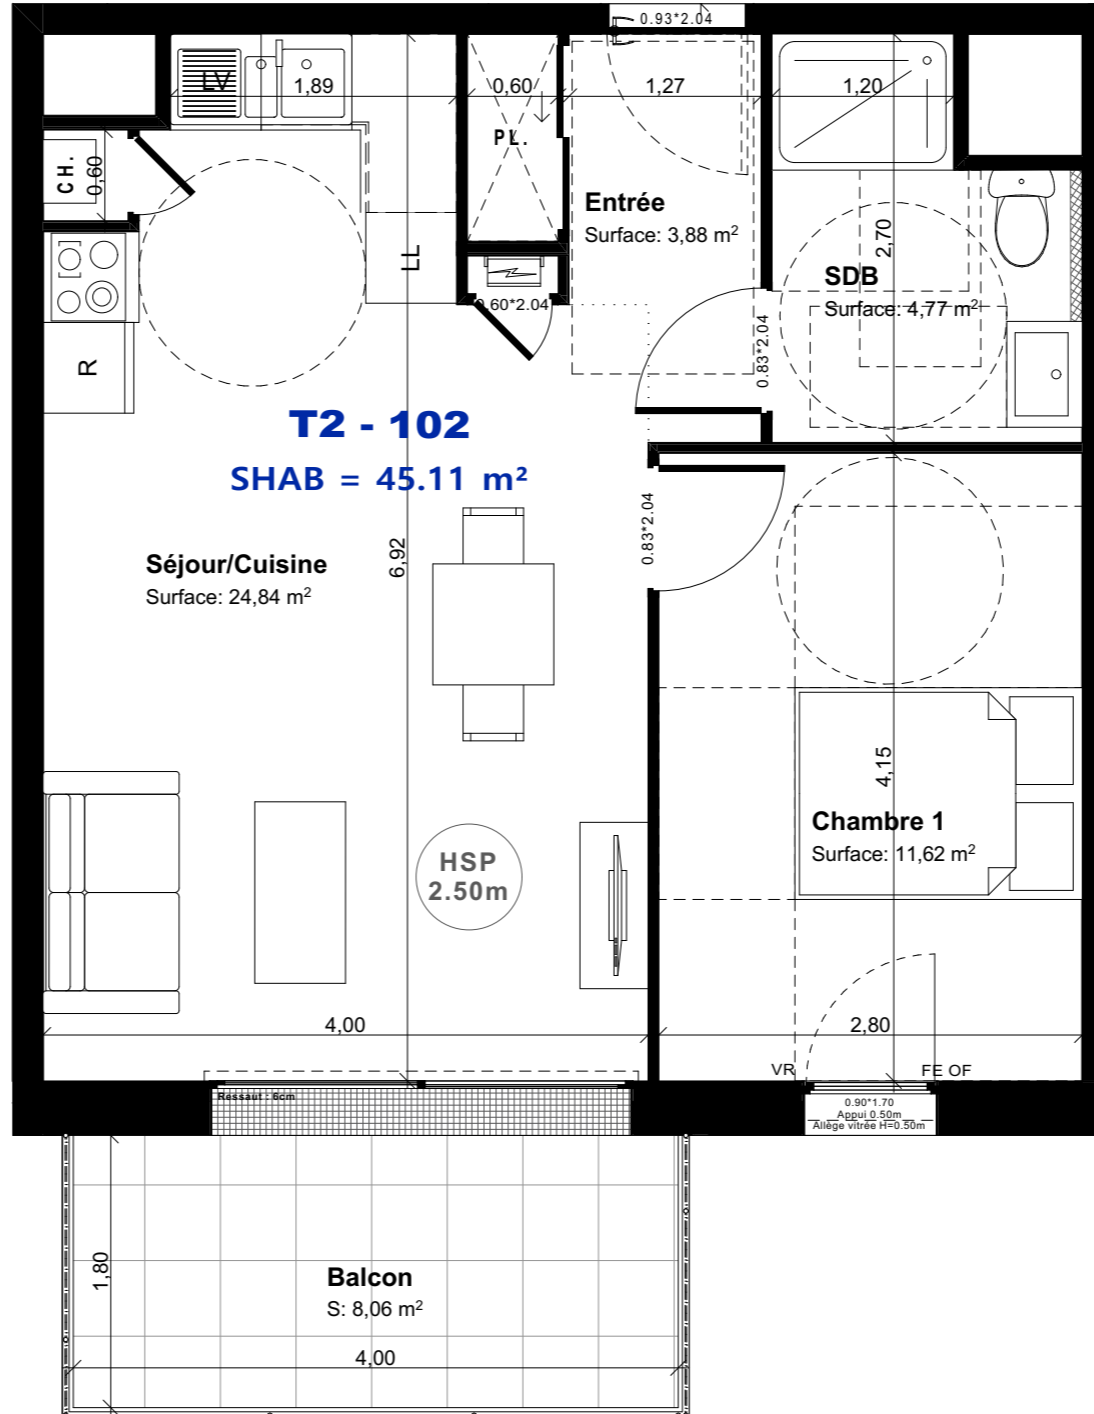 0.93*2.04
LV
1,89
0,60
1,27
1,20
PL.
CH.
0,60
Entrée
Surface: 3,88 m²
2,70
SDB
Surface: 4,77 m²
LL
0.60*2.04
0.83*2.04
R
T2 - 102
SHAB = 45.11 m²
6,92
0.83*2.04
Séjour/Cuisine
Surface: 24,84 m²
4,15
Chambre 1
Surface: 11,62 m²
HSP
2.50m
4,00
2,80
VR
FE OF
Ressaut : 6cm
0.90*1.70
Appui 0.50m
Allège vitrée H=0.50m
1,80
Balcon
S: 8,06 m²
4,00